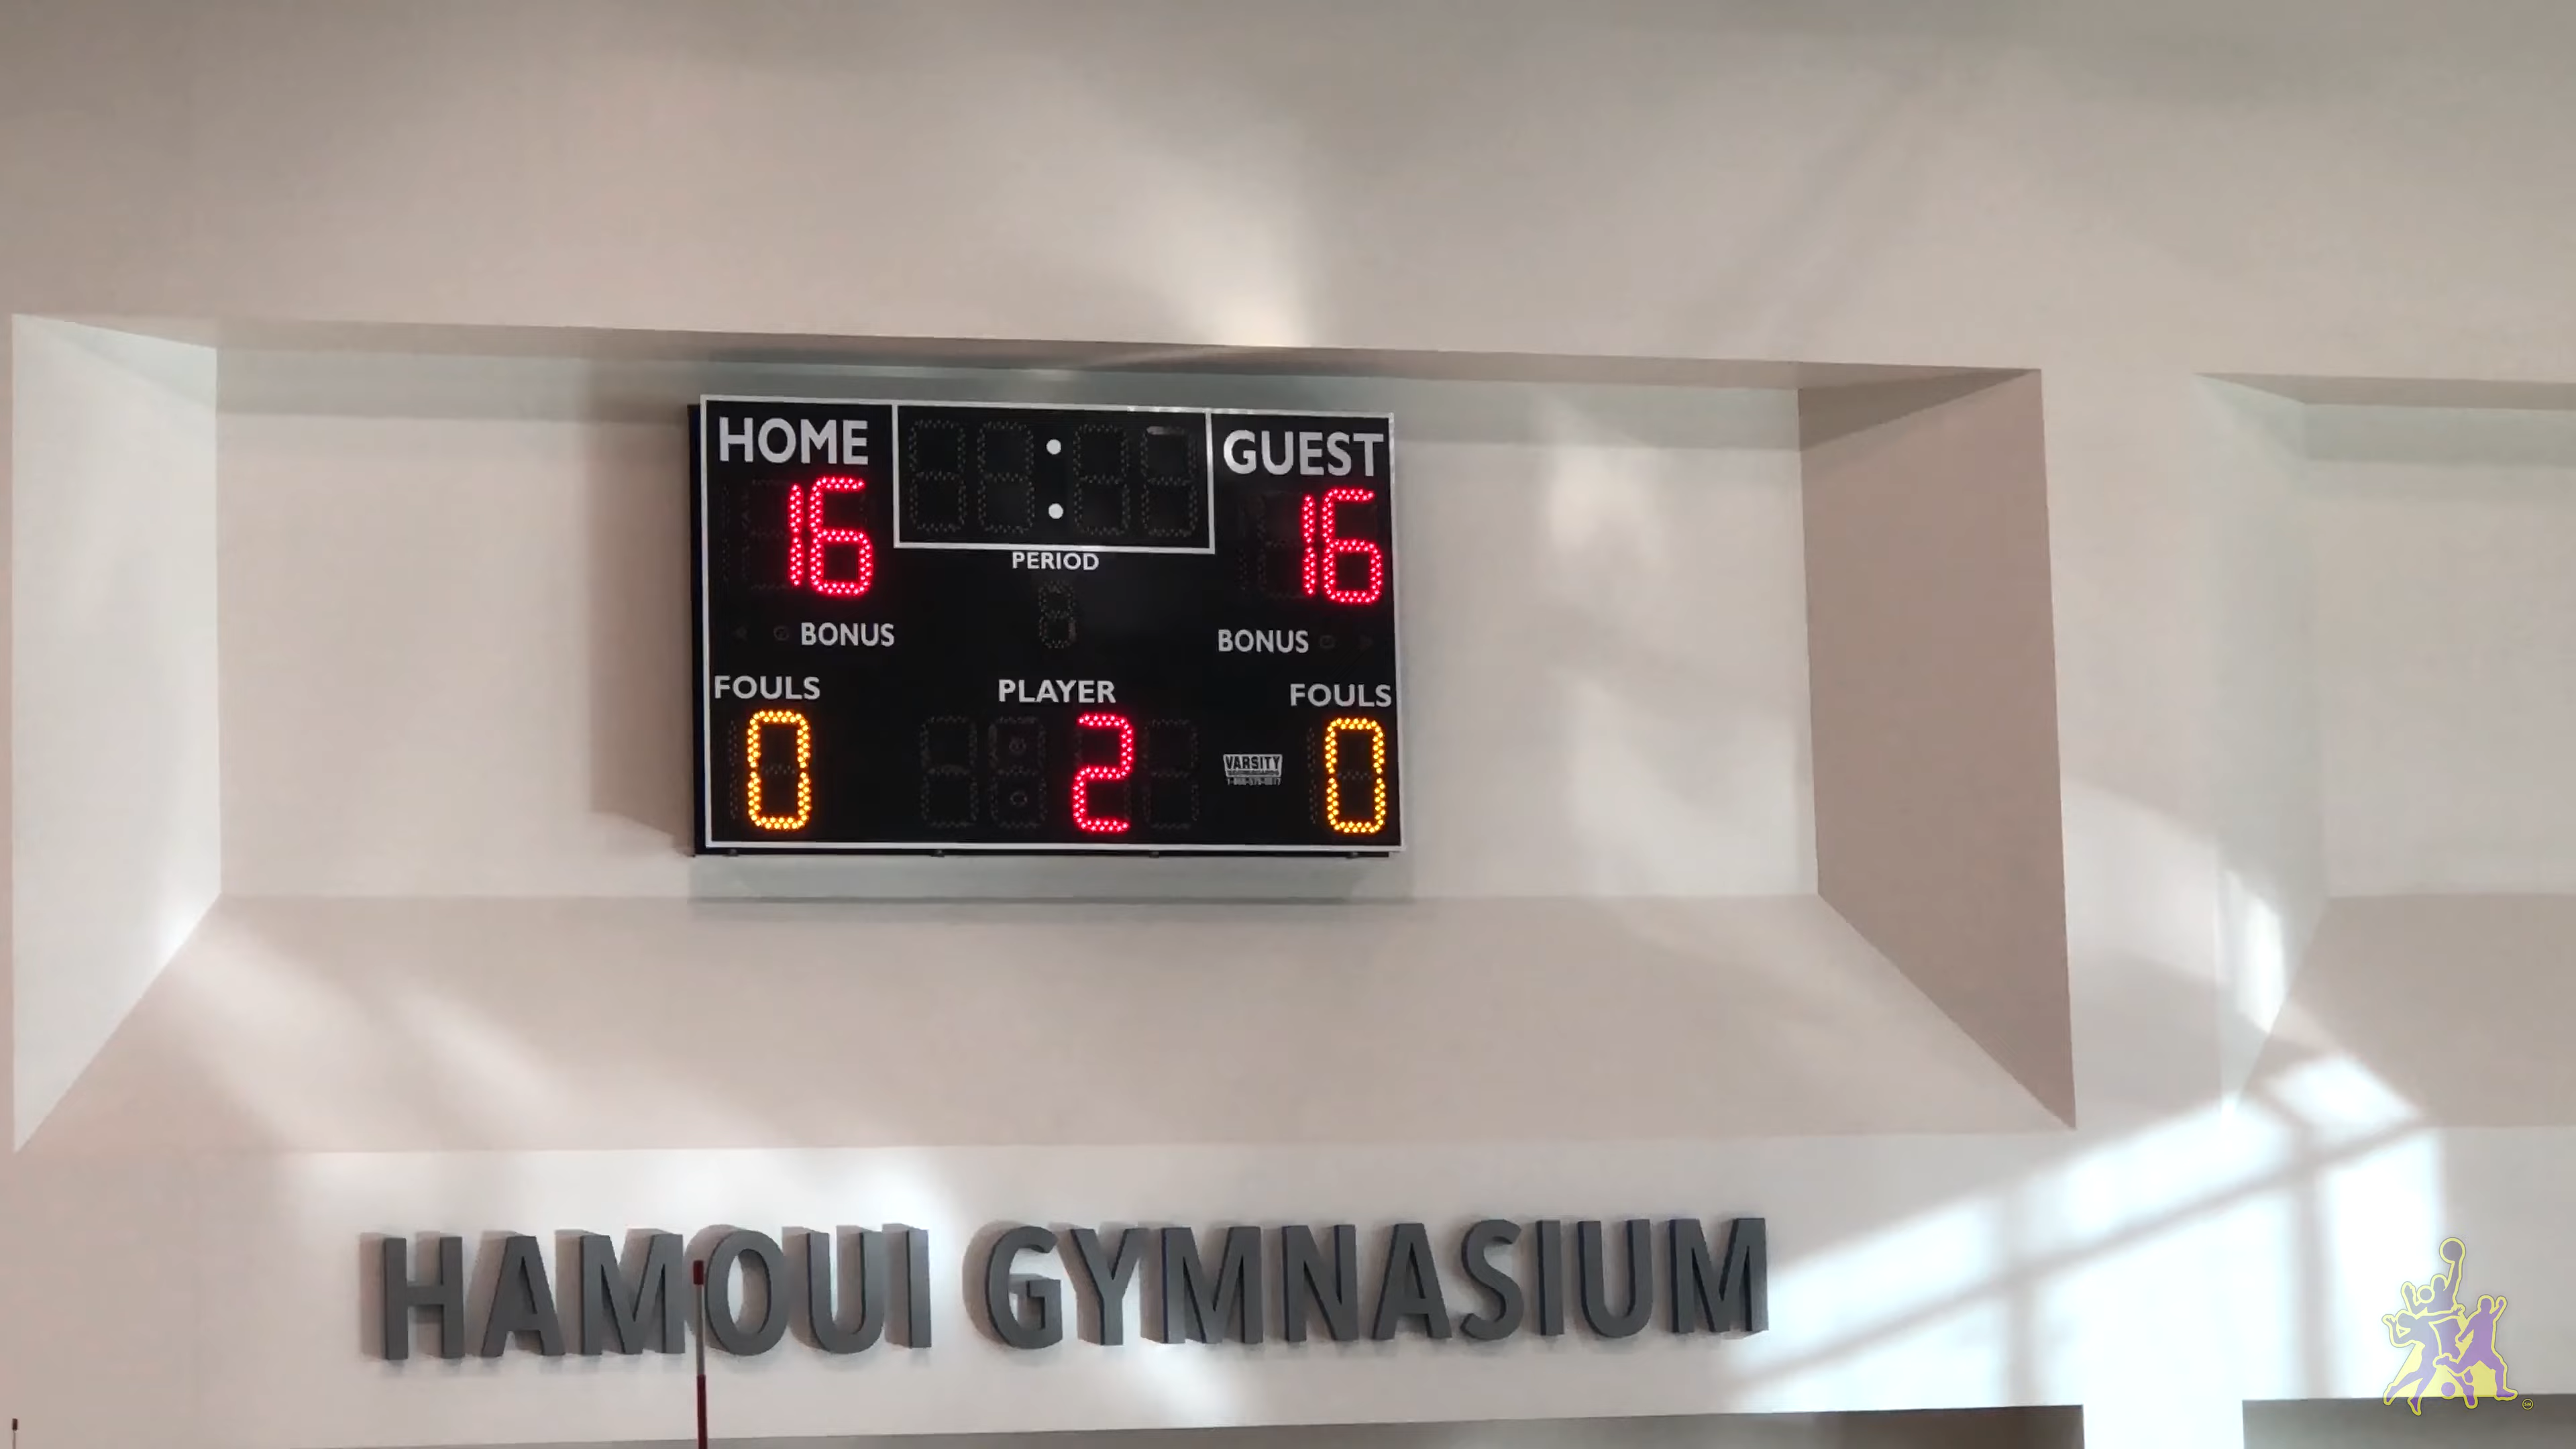 HOME
GUEST
16
16
PERIOD
BONUS
BONUS
FOULS
PLAYER
FOULS
0
2
0
VARSITY
HAMOUI GYMNASIUM